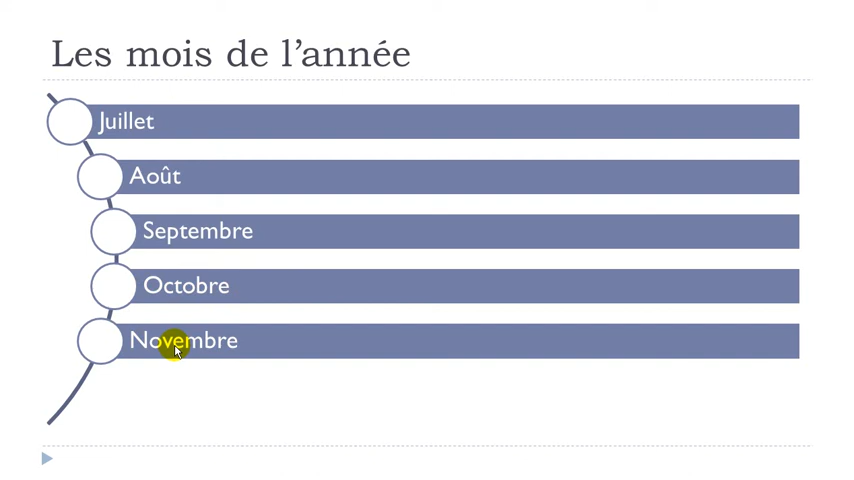 Les mois de l’année
Juillet
Août
Septembre
Octobre
Novembre